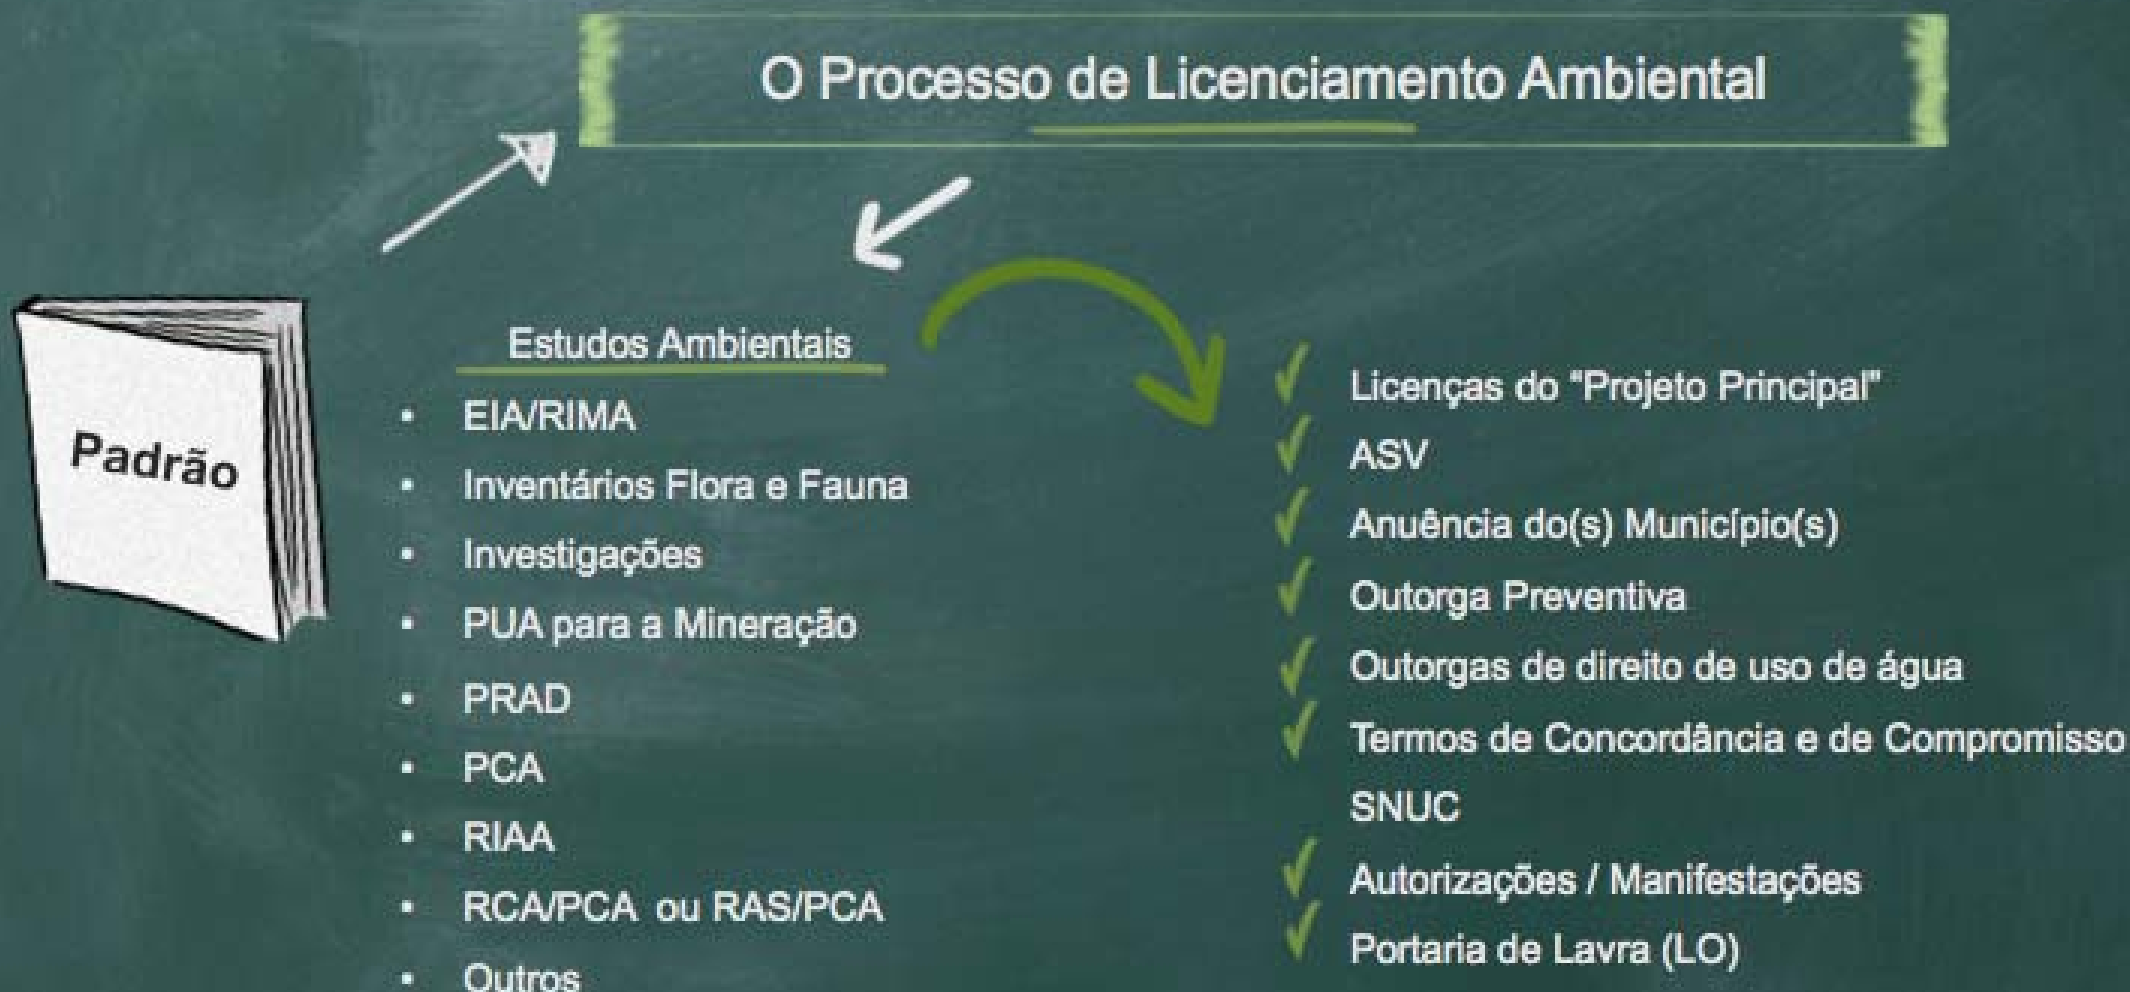 O Processo de Licenciamento Ambiental
Padrão
Estudos Ambientais
• EIA/RIMA
• Inventários Flora e Fauna
• Investigações
• PUA para a Mineração
• PRAD
• PCA
• RIAA
• RCA/PCA ou RAS/PCA
• Outros
✓ Licenças do “Projeto Principal”
✓ ASV
✓ Anuência do(s) Município(s)
✓ Outorga Preventiva
✓ Outorgas de direito de uso de água
✓ Termos de Concordância e de Compromisso
SNUC
✓ Autorizações / Manifestações
✓ Portaria de Lavra (LO)